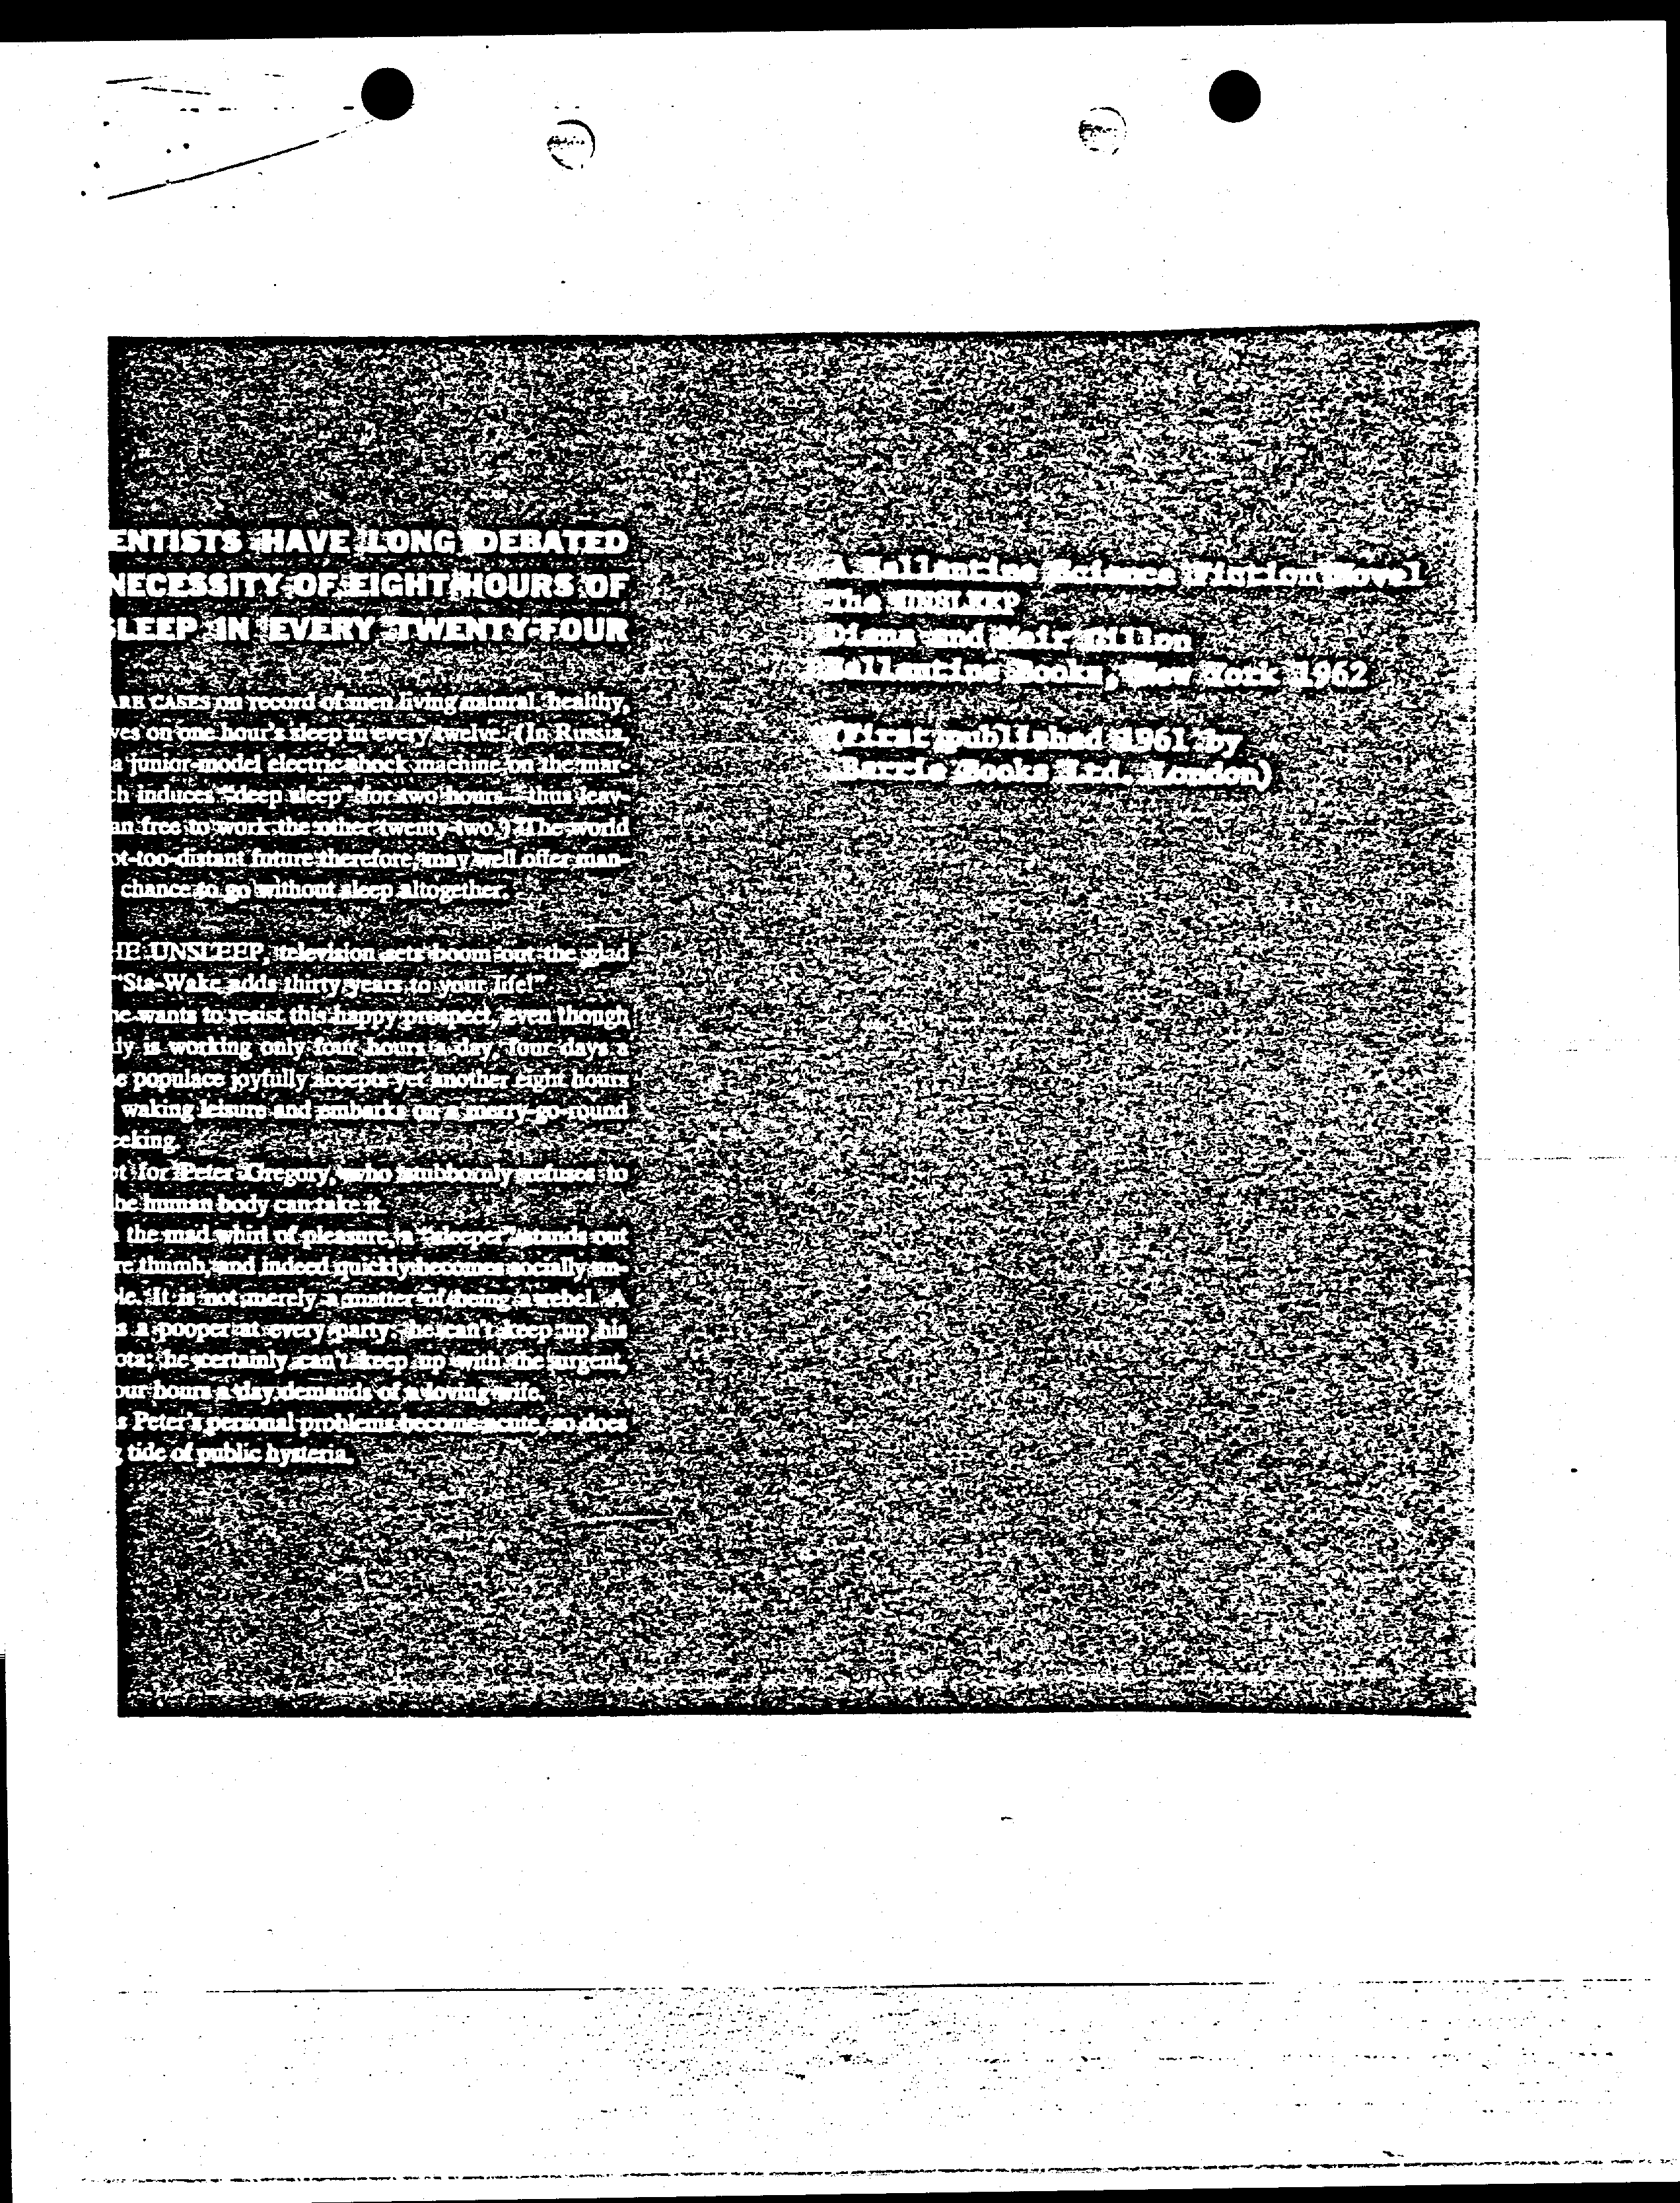 ENTISTS HAVE LONG DEBATED
NECESSITY OF EIGHT HOURS OF
LEEP IN EVERY TWENTY-FOUR
ARE CASES on record of men living natural, healthy,
ves on one hour's sleep in every twelve. (In Russia,
a junior-model electric shock machine on the mar-
ch induces "deep sleep" for two hours—thus leav-
an free to work the other twenty-two.) The world
ot-too-distant future therefore may well offer man-
chance to go without sleep altogether.
HE UNSLEEP, television sets boom out the glad
"Sta-Wake adds thirty years to your life!"
ne wants to resist this happy prospect, even though
ly is working only four hours a day, four days a
e populace joyfully accepts yet another eight hours
waking leisure and embarks on a merry-go-round
eeking.
ot for Peter Gregory, who stubbornly refuses to
he human body can take it.
the mad whirl of pleasure, a "sleeper" stands out
re thumb, and indeed quickly becomes socially un-
le. It is not merely a matter of being a rebel. A
s a pooper at every party; he can't keep up his
ota; he certainly can't keep up with the urgent,
our hours a day demands of a loving wife.
s Peter's personal problems become acute, so does
g tide of public hysteria.
A Ballantine Science Fiction Novel
The UNSLEEP
Diana and Meir Gillon
Ballantine Books, New York 1962
(First published 1961 by
Barrie Books Ltd. London)